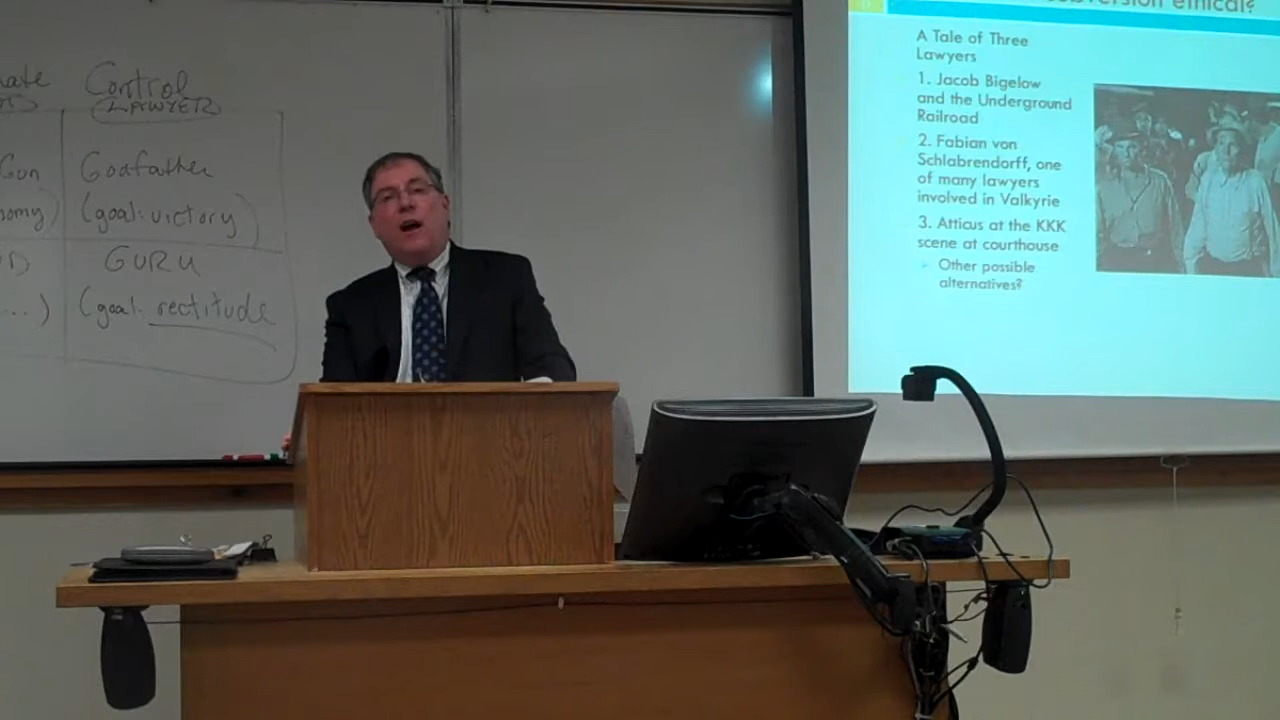 Control
LAWYER
Gun
Godfather
(goal: victory)
GURU
(goal: rectitude
...)
ethical?
A Tale of Three
Lawyers
1. Jacob Bigelow
and the Underground
Railroad
2. Fabian von
Schlabrendorff, one
of many lawyers
involved in Valkyrie
3. Atticus at the KKK
scene at courthouse
Other possible
alternatives?